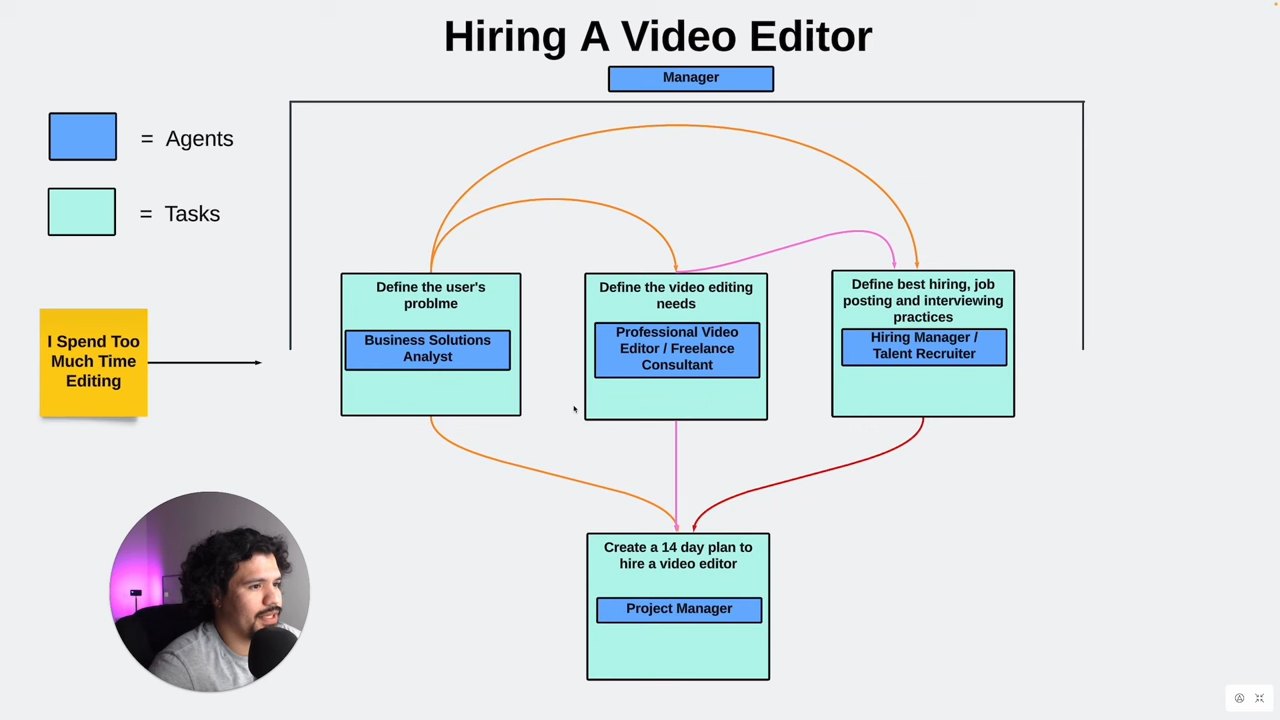 Hiring A Video Editor
Manager
= Agents
= Tasks
I Spend Too
Much Time
Editing
Define the user's
problme
Business Solutions
Analyst
Define the video editing
needs
Professional Video
Editor / Freelance
Consultant
Define best hiring, job
posting and interviewing
practices
Hiring Manager /
Talent Recruiter
Create a 14 day plan to
hire a video editor
Project Manager